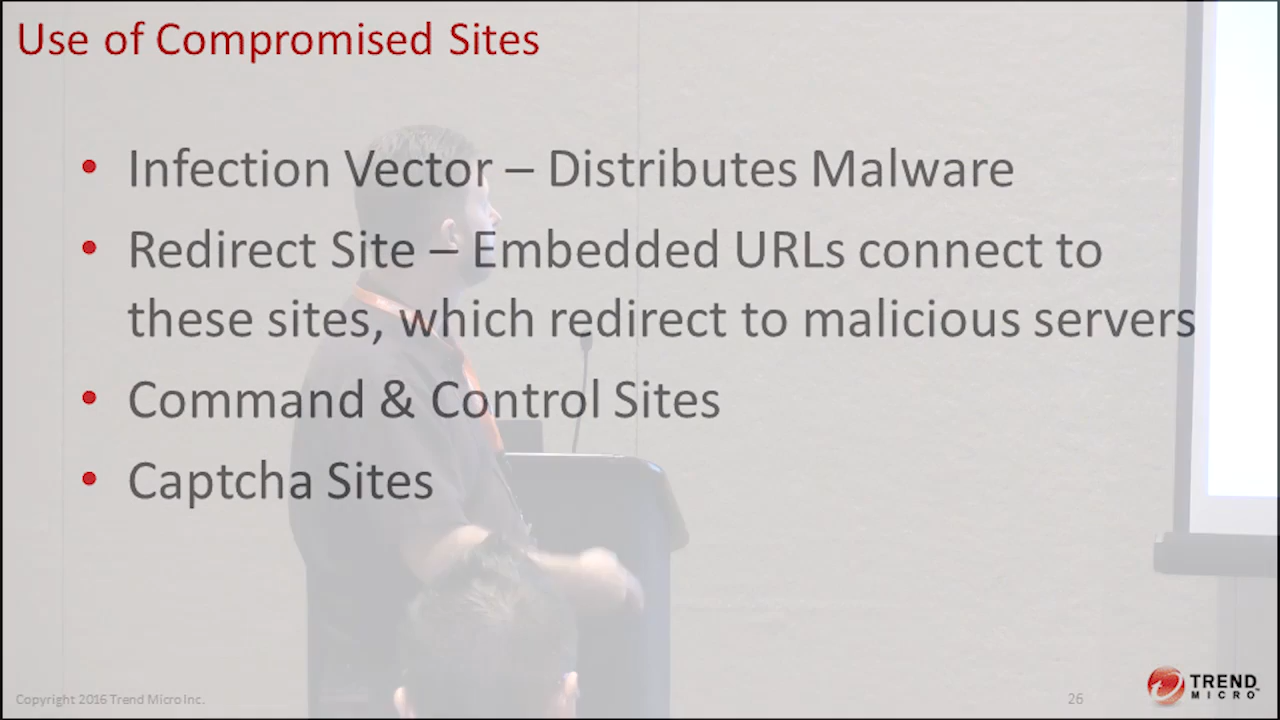 Use of Compromised Sites
• Infection Vector – Distributes Malware
• Redirect Site – Embedded URLs connect to
these sites, which redirect to malicious servers
• Command & Control Sites
• Captcha Sites
Copyright 2016 Trend Micro Inc.
26
TREND
MICRO™